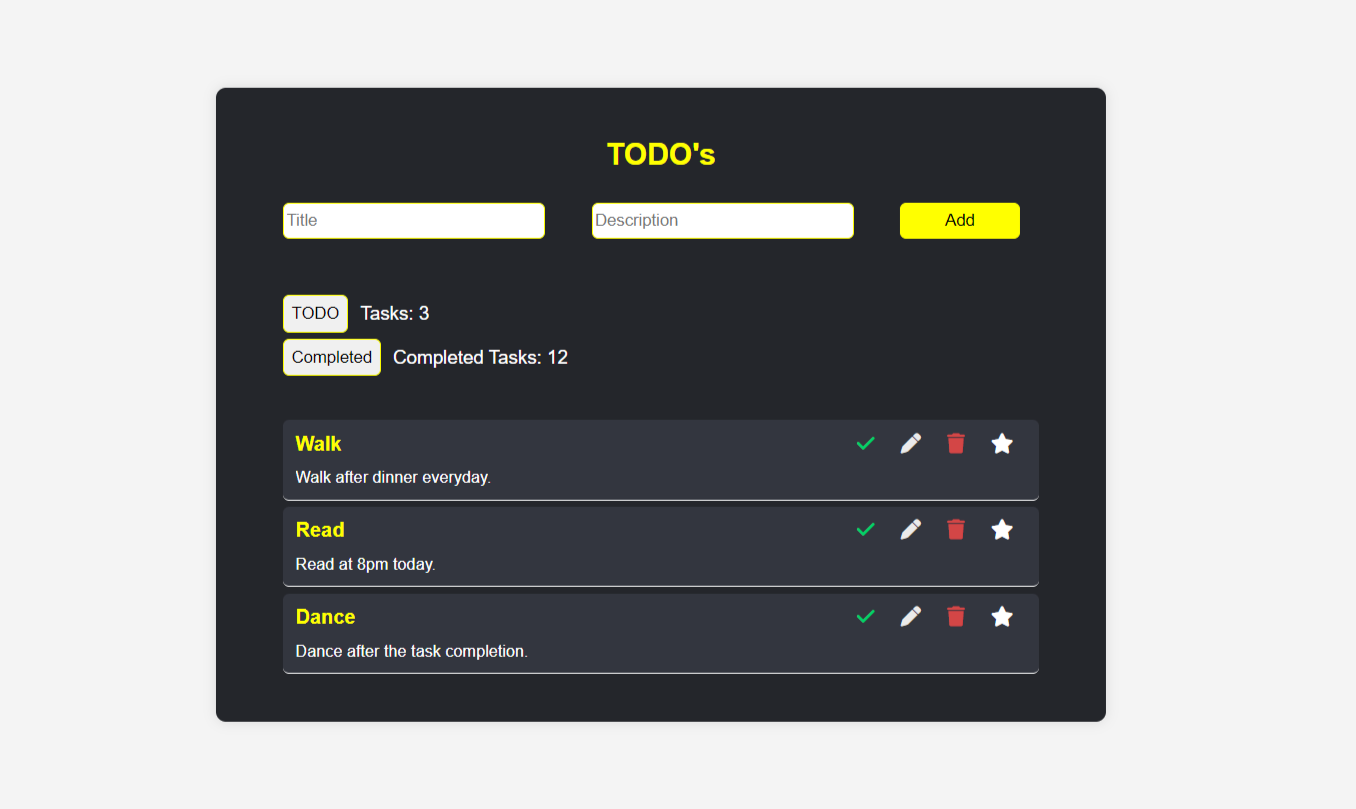 TODO's
Title Description Add
TODO Tasks: 3
Completed Completed Tasks: 12
Walk
Walk after dinner everyday.
Read
Read at 8pm today.
Dance
Dance after the task completion.